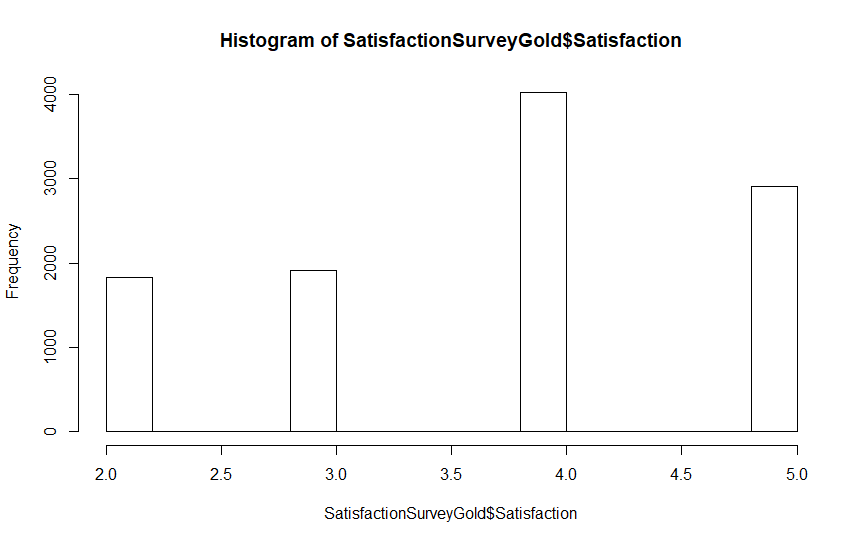 Histogram of SatisfactionSurveyGold$Satisfaction
Frequency
4000
3000
2000
1000
0
2.0 2.5 3.0 3.5 4.0 4.5 5.0
SatisfactionSurveyGold$Satisfaction